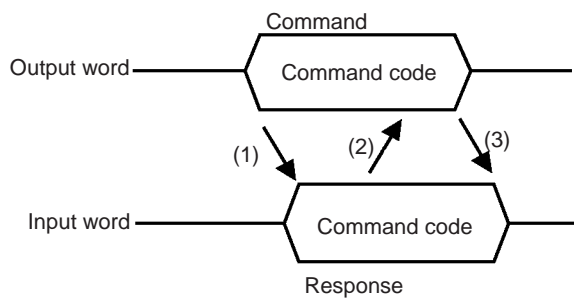 Command
Output word
Command code
(1)
(2)
(3)
Input word
Command code
Response